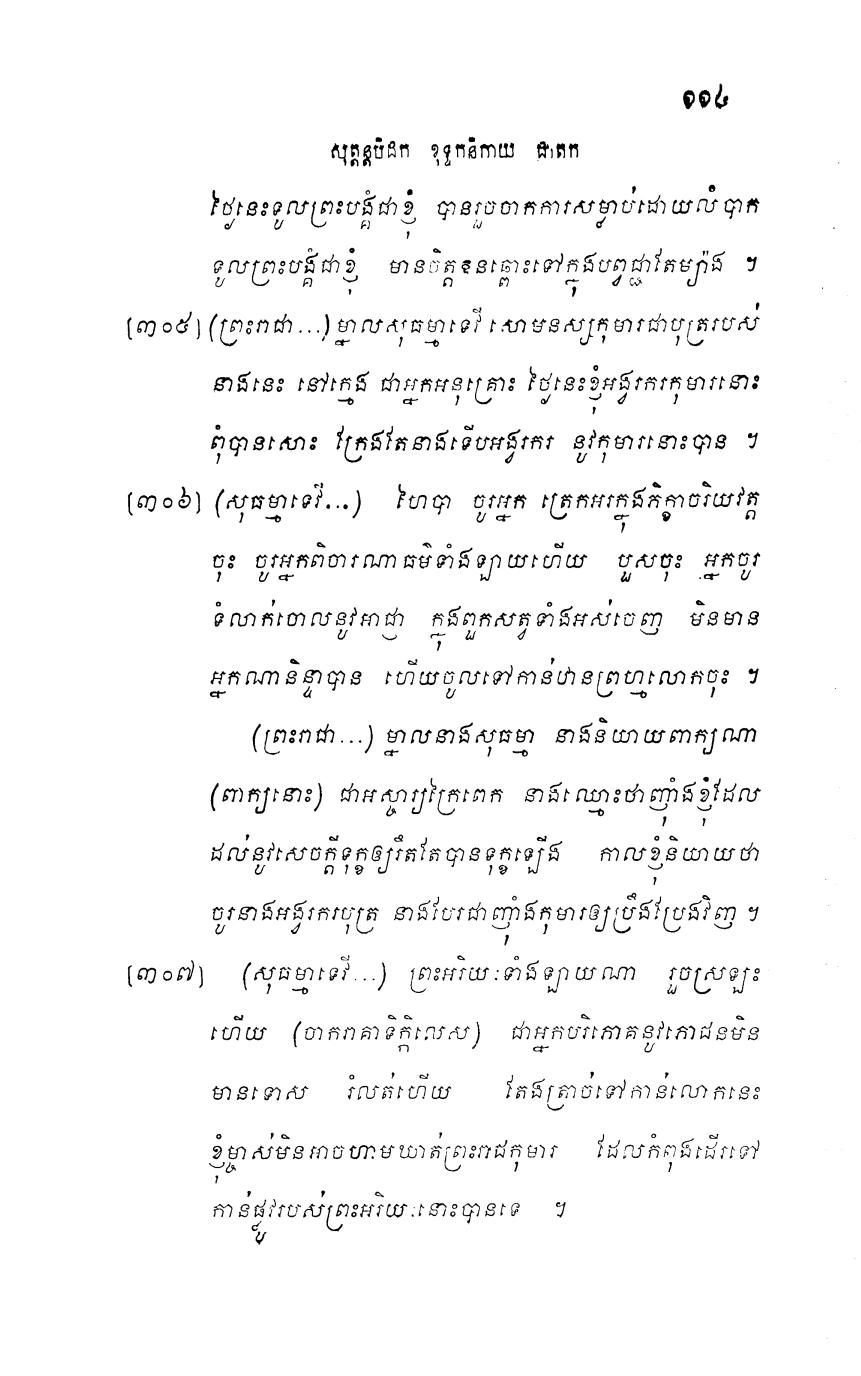 ១១៤
សុត្តន្តបិដក ខុទ្ទកនិកាយ ជាតក
ថ្ងៃនេះទូលព្រះបង្គំជាខ្ញុំ បានរួចចាកការសម្លាប់ដោយលំបាក
ទូលព្រះបង្គំជាខ្ញុំ មានចិត្តឱនឆ្ពោះទៅក្នុងបព្វជ្ជាតែម្យ៉ាង ។
[៣០៥] (ព្រះរាជា...) ម្នាលសុធម្មាទេវី សោមនស្សកុមារជាបុត្ររបស់
នាងនេះ នៅក្មេង ជាអ្នកអនុគ្រោះ ថ្ងៃនេះខ្ញុំអង្វរករកុមារនោះ
ពុំបានសោះ ក្រែងតែនាងទើបអង្វរករ នូវកុមារនោះបាន ។
[៣០៦] (សុធម្មាទេវី...) ហៃបា ចូរអ្នក ត្រេកអរក្នុងភិក្ខាចរិយវត្ត
ចុះ ចូរអ្នកពិចារណាធម៌ទាំងឡាយហើយ បួសចុះ អ្នកចូរ
ទំលាក់ចោលនូវអាជ្ញា ក្នុងពួកសត្វទាំងអស់ចេញ មិនមាន
អ្នកណានិន្ទាបាន ហើយចូលទៅកាន់ឋានព្រហ្មលោកចុះ ។
(ព្រះរាជា...) ម្នាលនាងសុធម្មា នាងនិយាយពាក្យណា
(ពាក្យនោះ) ជាអស្ចារ្យក្រៃពេក នាងឈ្មោះថាញ៉ាំងខ្ញុំដែល
ដល់នូវសេចក្តីទុក្ខឲ្យរឹតតែបានទុក្ខឡើង កាលខ្ញុំនិយាយថា
ចូរនាងអង្វរករបុត្រ នាងបែរជាញ៉ាំងកុមារឲ្យប្រឹងប្រែងវិញ ។
[៣០៧] (សុធម្មាទេវី...) ព្រះអរិយៈទាំងឡាយណា រួចស្រឡះ
ហើយ (ចាករាគាទិក្កិលេស) ជាអ្នកបរិភោគនូវភោជនមិន
មានទោស រំលត់ហើយ តែងត្រាច់ទៅកាន់លោកនេះ
ខ្ញុំម្ចាស់មិនអាចហាមឃាត់ព្រះរាជកុមារ ដែលកំពុងដើរទៅ
កាន់ផ្លូវរបស់ព្រះអរិយៈនោះបានទេ ។